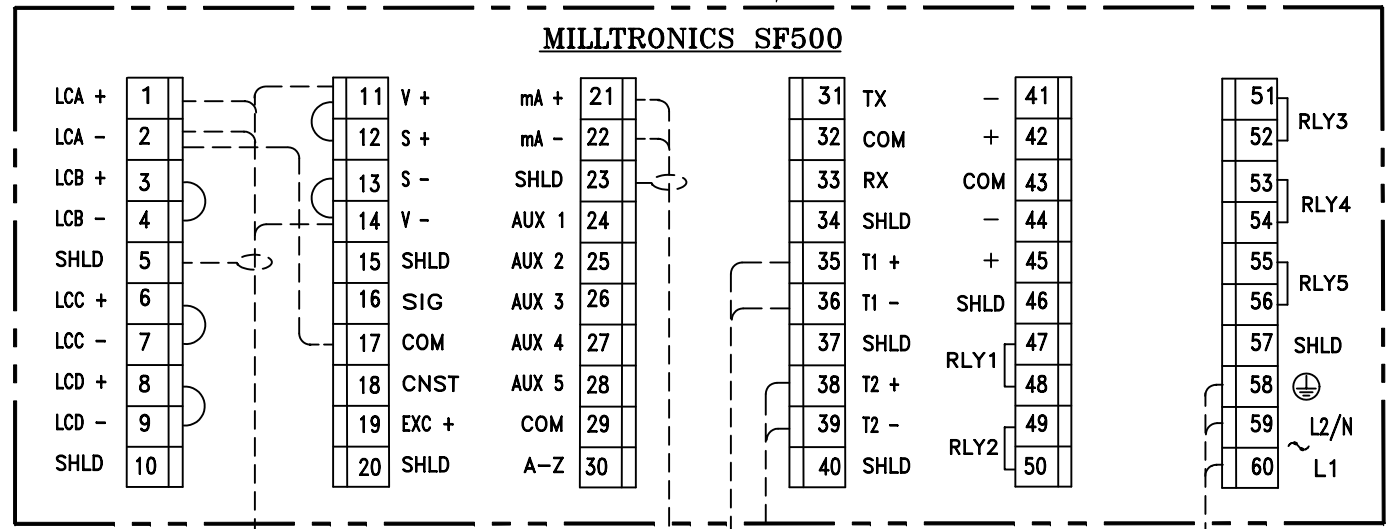 MILLTRONICS SF500
LCA + 1 11 V + mA + 21 31 TX - 41 51
LCA - 2 12 S + mA - 22 32 COM + 42 52 RLY3
LCB + 3 13 S - SHLD 23 33 RX COM 43 53
LCB - 4 14 V - AUX 1 24 34 SHLD - 44 54 RLY4
SHLD 5 15 SHLD AUX 2 25 35 T1 + + 45 55
LCC + 6 16 SIG AUX 3 26 36 T1 - SHLD 46 56 RLY5
LCC - 7 17 COM AUX 4 27 37 SHLD RLY1 47 57 SHLD
LCD + 8 18 CNST AUX 5 28 38 T2 + 48 58
LCD - 9 19 EXC + COM 29 39 T2 - RLY2 49 59 L2/N
SHLD 10 20 SHLD A-Z 30 40 SHLD 50 60 ~ L1